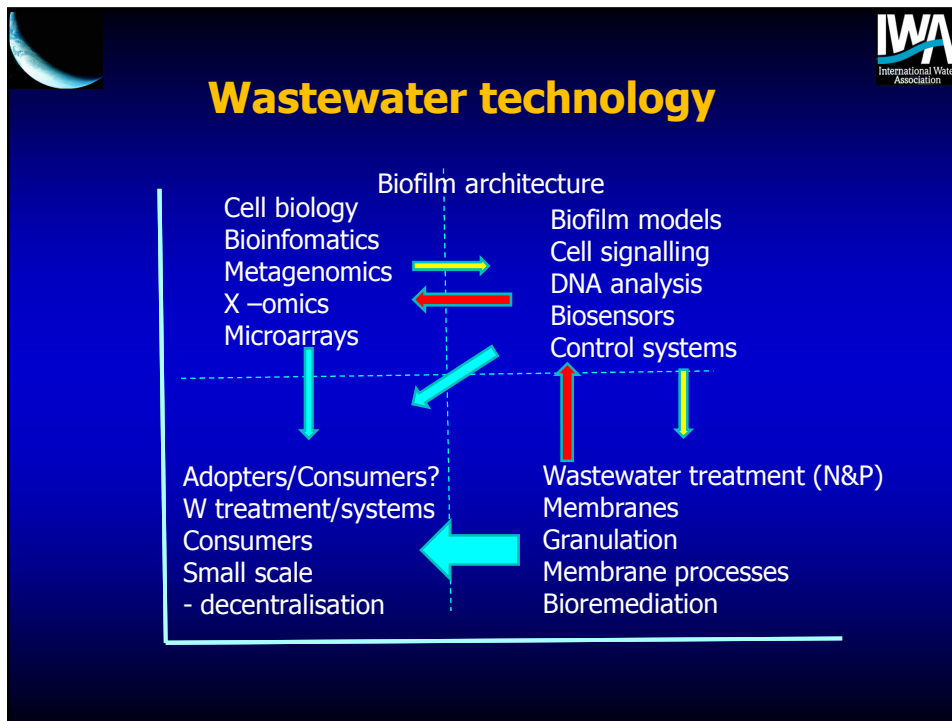 IWA
International Wate
Association
Wastewater technology
Biofilm architecture
Cell biology
Bioinfomatics
Metagenomics
X –omics
Microarrays
Biofilm models
Cell signalling
DNA analysis
Biosensors
Control systems
Adopters/Consumers?
W treatment/systems
Consumers
Small scale
- decentralisation
Wastewater treatment (N&P)
Membranes
Granulation
Membrane processes
Bioremediation